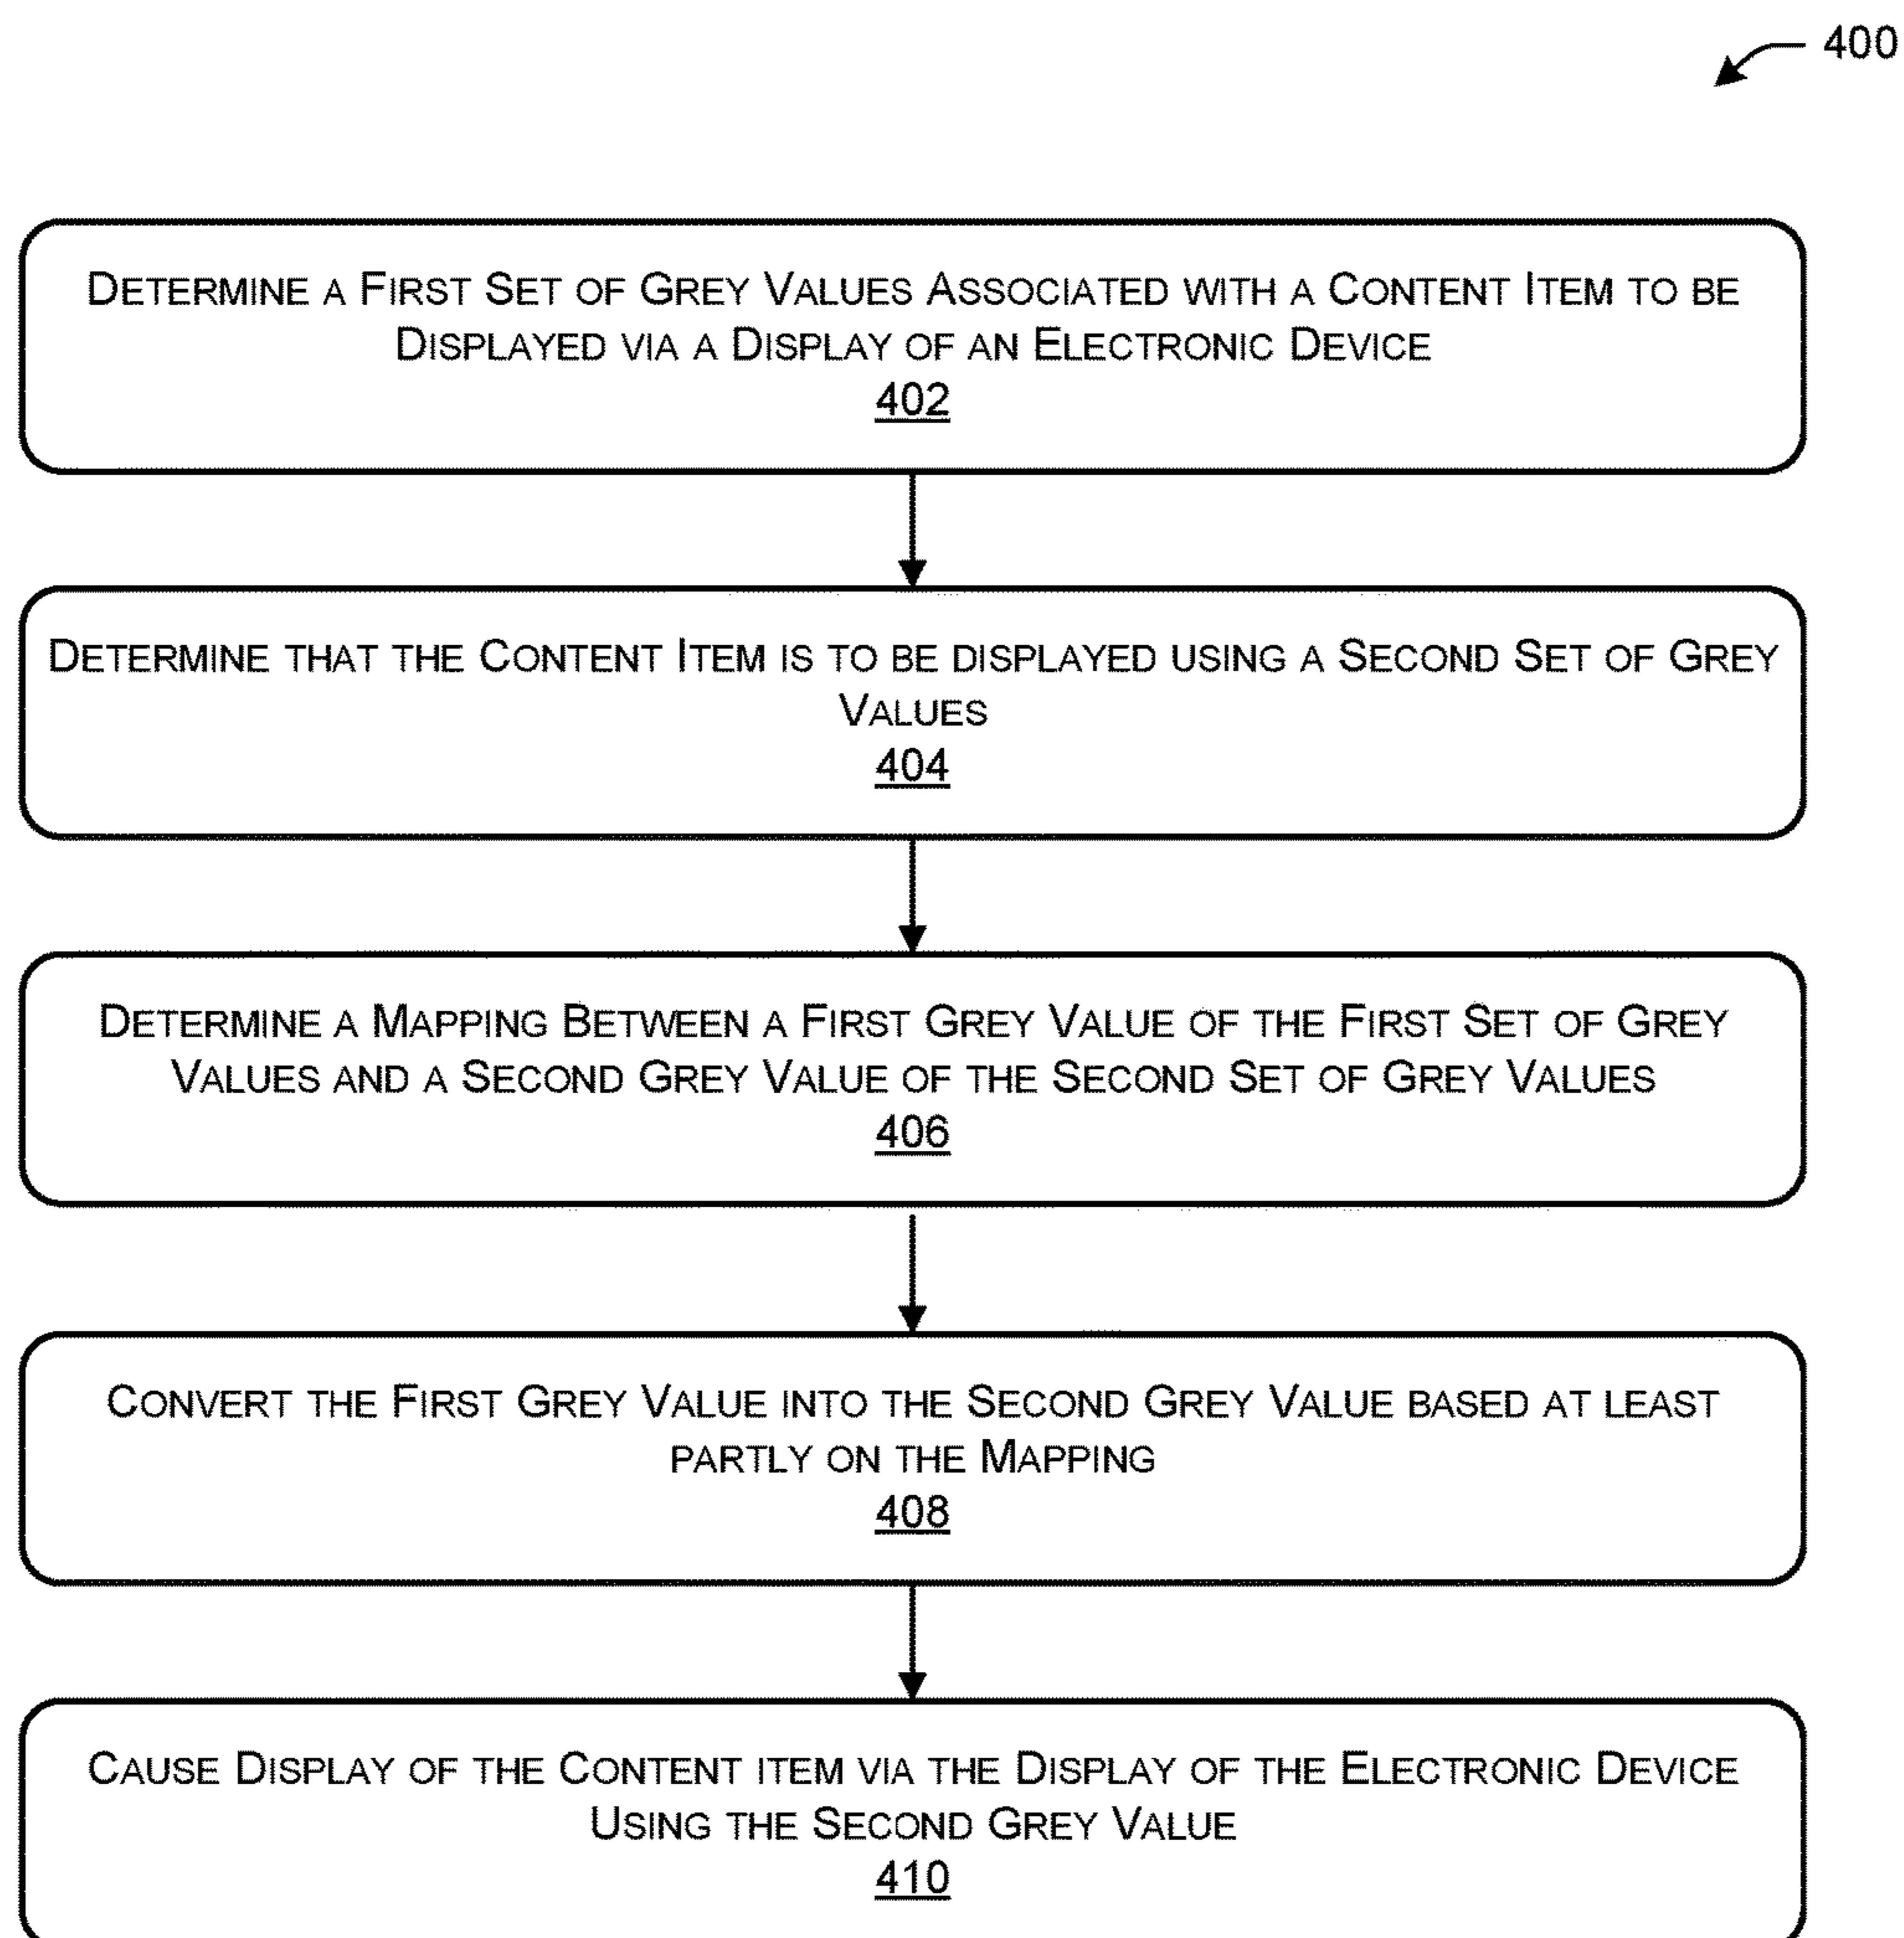 400
DETERMINE A FIRST SET OF GREY VALUES ASSOCIATED WITH A CONTENT ITEM TO BE
DISPLAYED VIA A DISPLAY OF AN ELECTRONIC DEVICE
402
DETERMINE THAT THE CONTENT ITEM IS TO BE DISPLAYED USING A SECOND SET OF GREY
VALUES
404
DETERMINE A MAPPING BETWEEN A FIRST GREY VALUE OF THE FIRST SET OF GREY
VALUES AND A SECOND GREY VALUE OF THE SECOND SET OF GREY VALUES
406
CONVERT THE FIRST GREY VALUE INTO THE SECOND GREY VALUE BASED AT LEAST
PARTLY ON THE MAPPING
408
CAUSE DISPLAY OF THE CONTENT ITEM VIA THE DISPLAY OF THE ELECTRONIC DEVICE
USING THE SECOND GREY VALUE
410